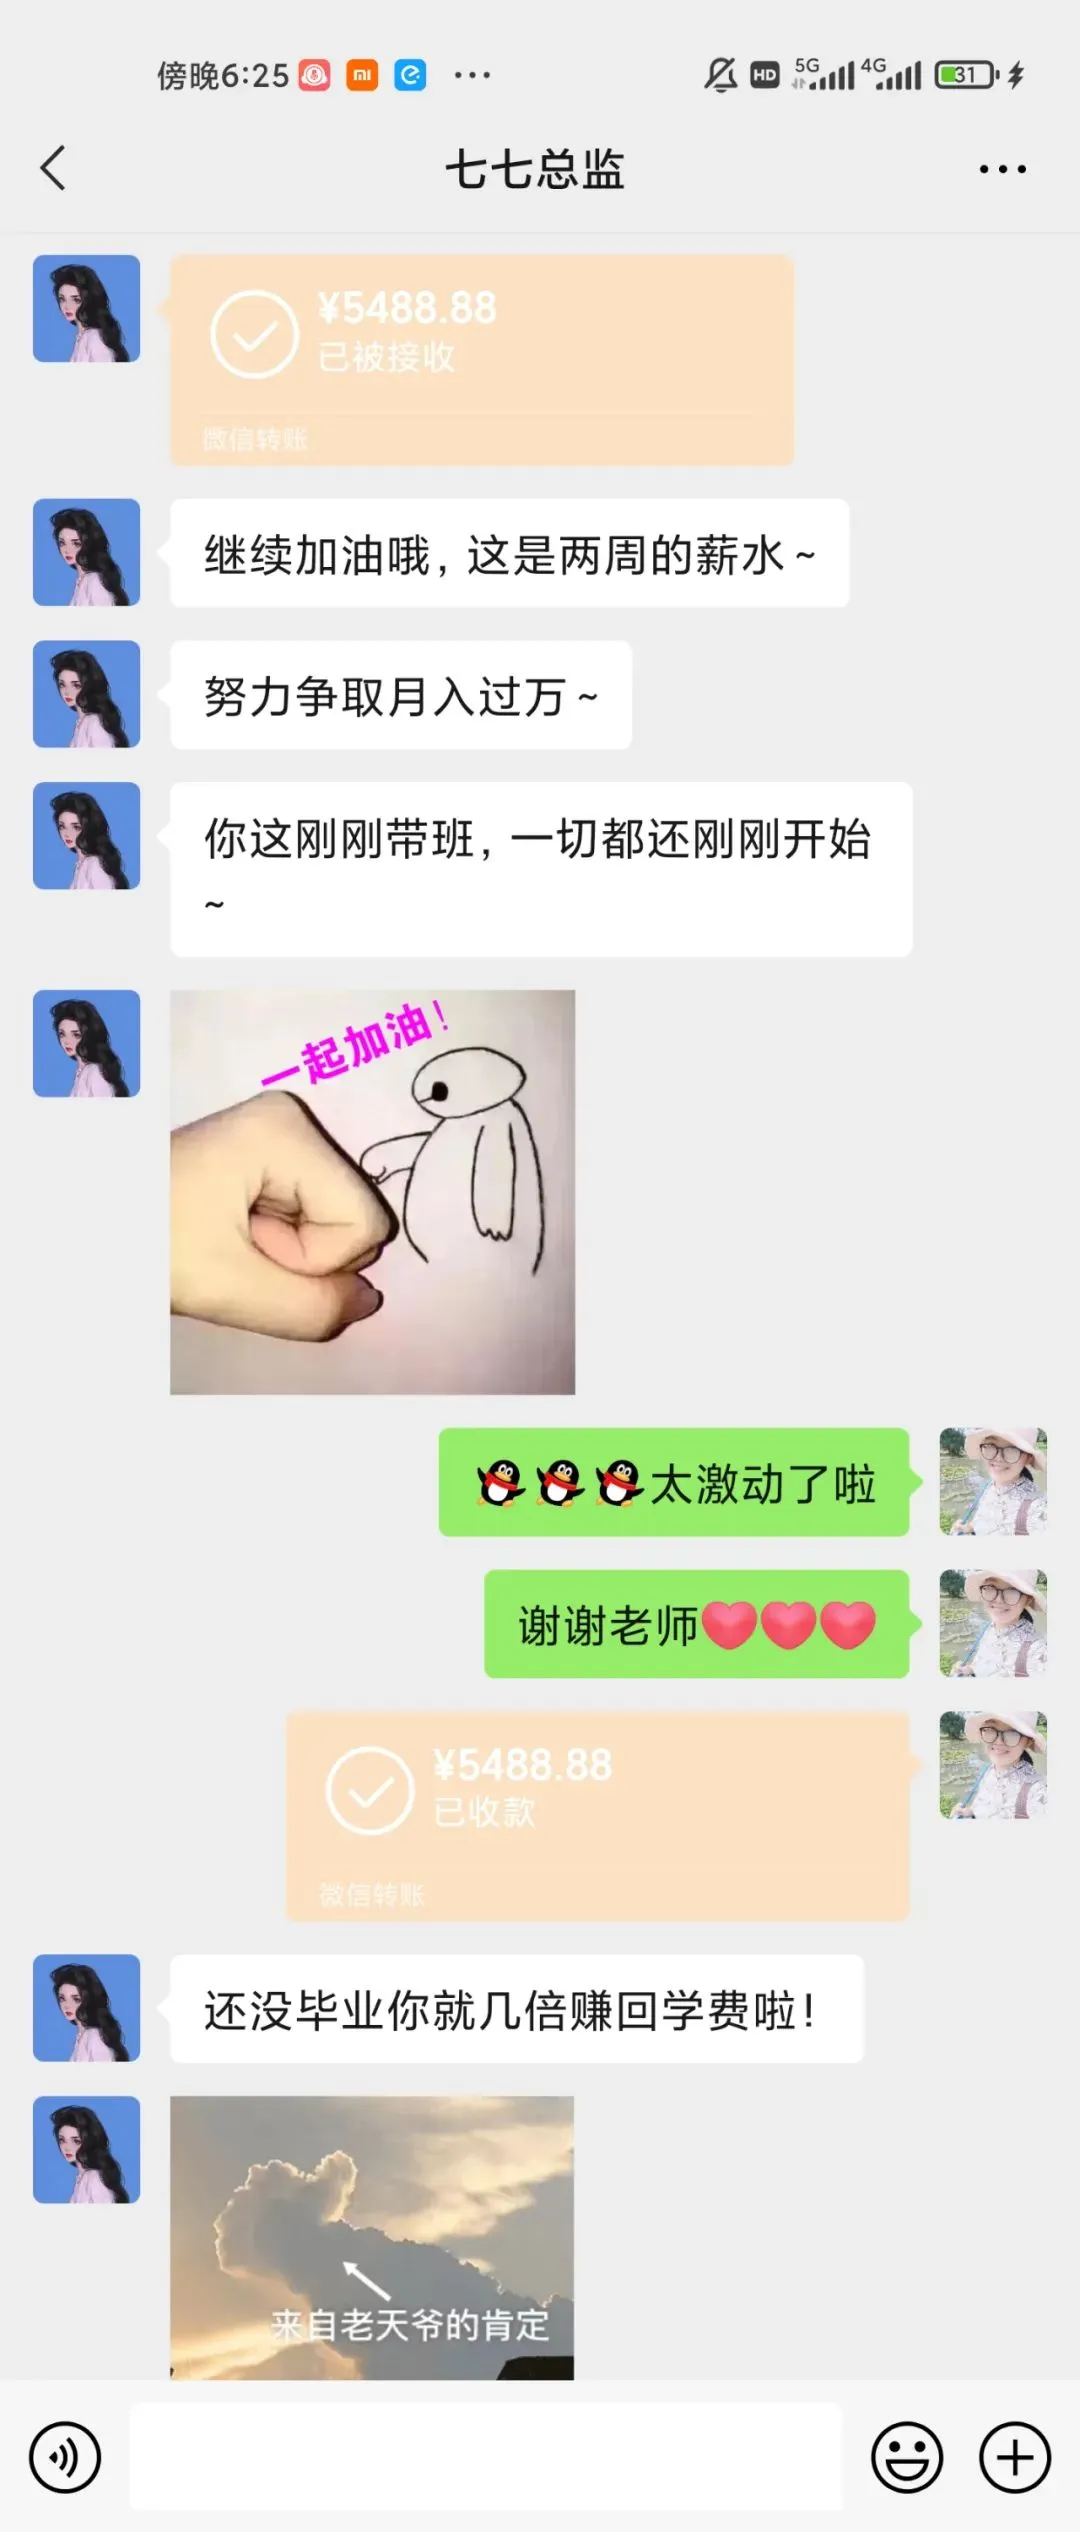 傍晚6:25
HD 5G 4G 31
七七总监
¥5488.88
已被接收
微信转账
继续加油哦，这是两周的薪水~
努力争取月入过万~
你这刚刚带班，一切都还刚刚开始
~
一起加油！
太激动了啦
谢谢老师
¥5488.88
已收款
微信转账
还没毕业你就几倍赚回学费啦！
来自老天爷的肯定